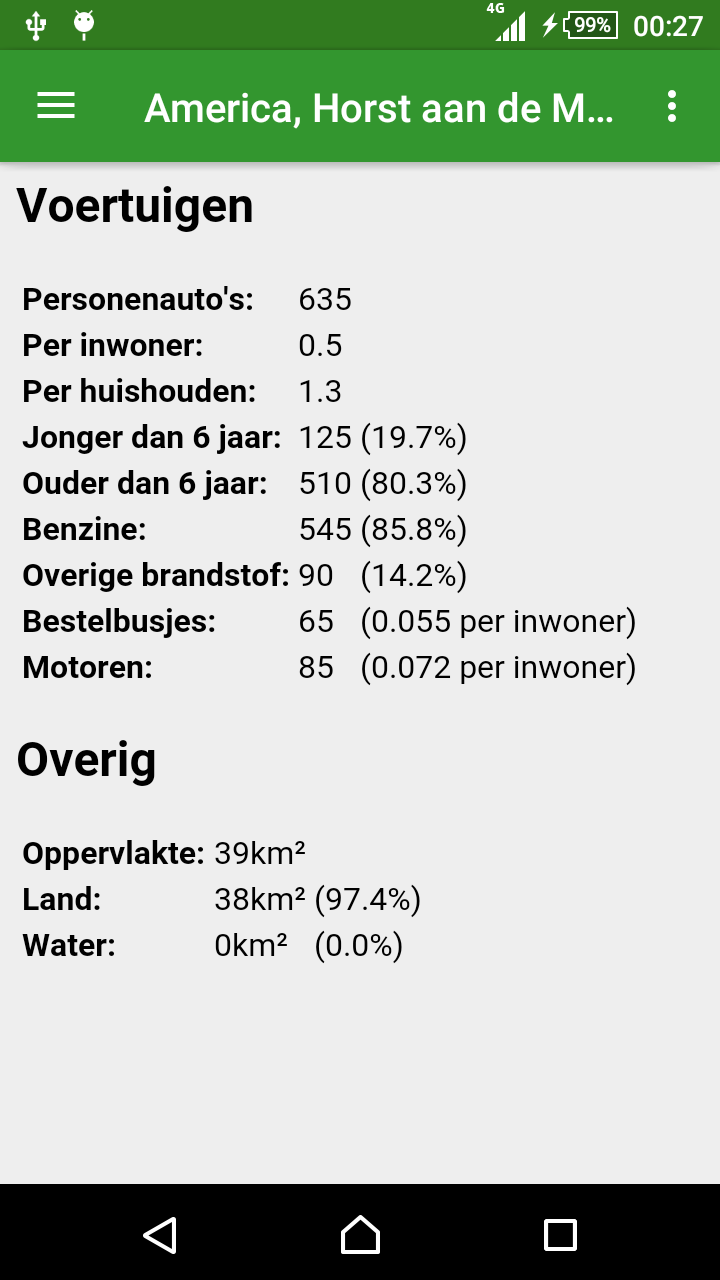 4G 99% 00:27
America, Horst aan de M...
Voertuigen
Personenauto's: 635
Per inwoner: 0.5
Per huishouden: 1.3
Jonger dan 6 jaar: 125 (19.7%)
Ouder dan 6 jaar: 510 (80.3%)
Benzine: 545 (85.8%)
Overige brandstof: 90 (14.2%)
Bestelbusjes: 65 (0.055 per inwoner)
Motoren: 85 (0.072 per inwoner)
Overig
Oppervlakte: 39km²
Land: 38km² (97.4%)
Water: 0km² (0.0%)